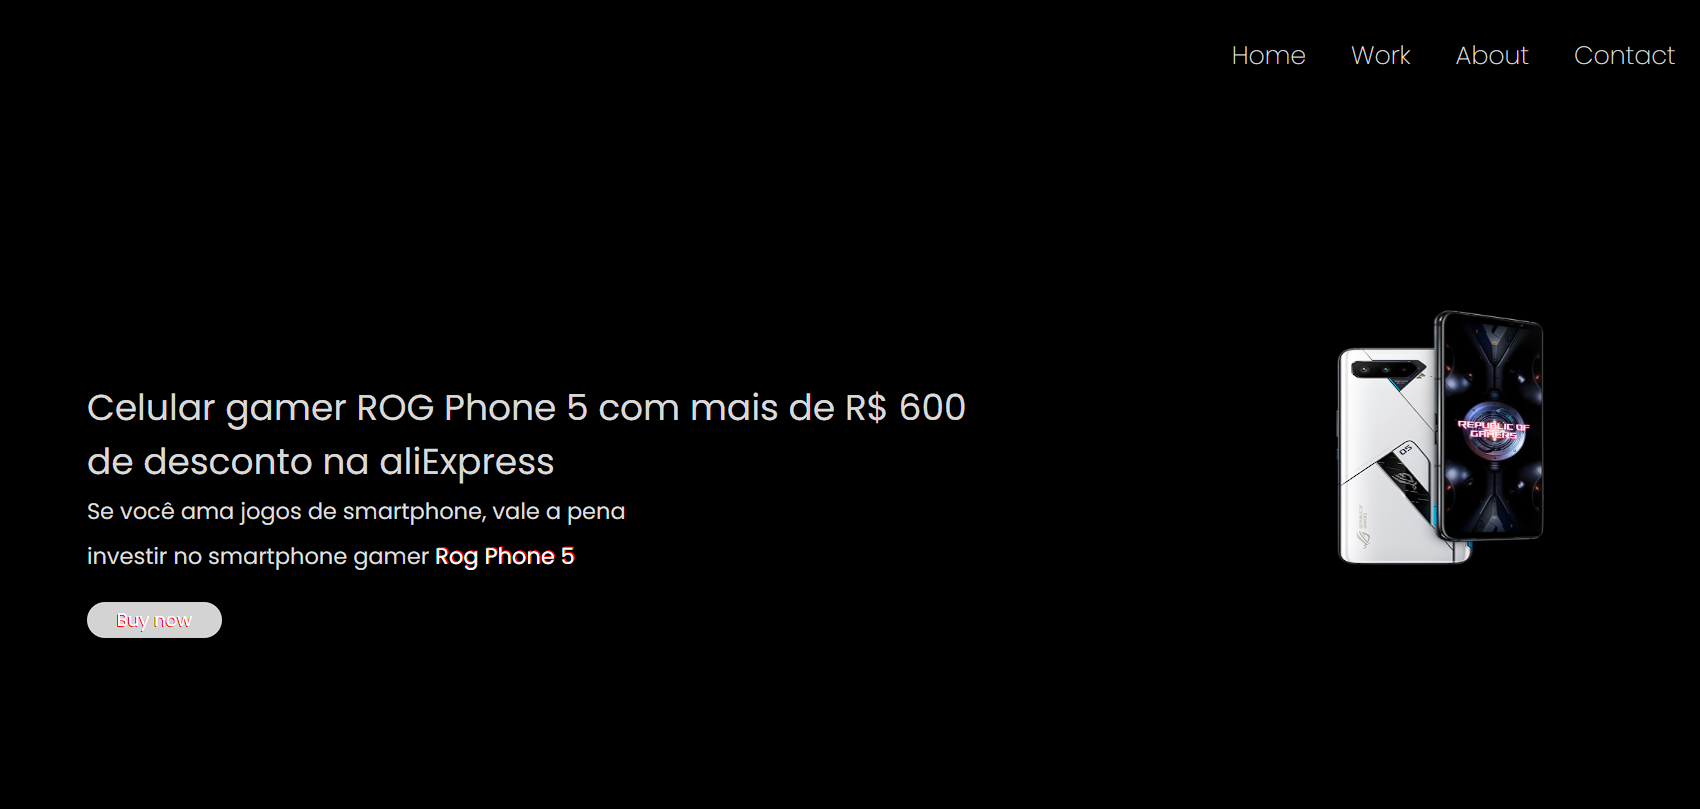 Home Work About Contact
Celular gamer ROG Phone 5 com mais de R$ 600
de desconto na aliExpress
Se você ama jogos de smartphone, vale a pena
investir no smartphone gamer Rog Phone 5
Buy now
REPUBLIC OF
GAMERS
05